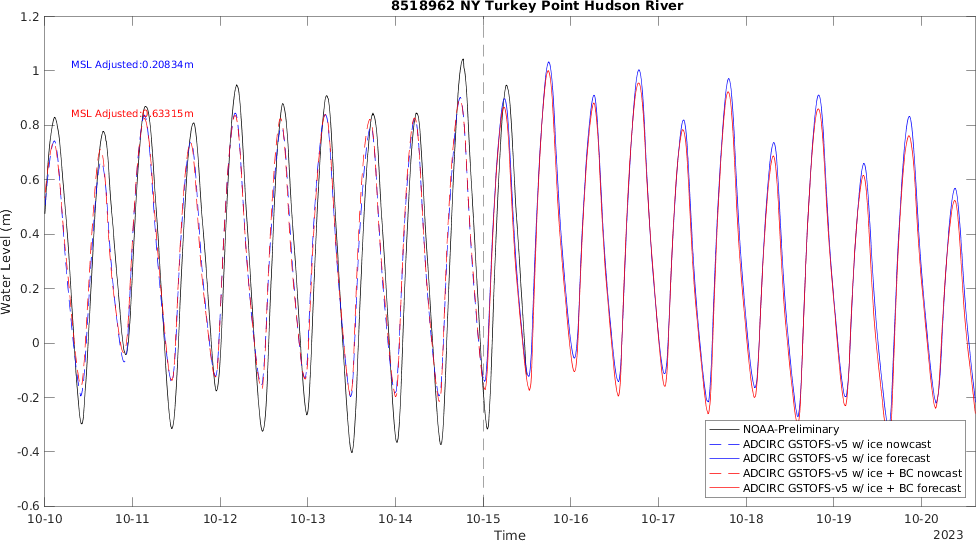 8518962 NY Turkey Point Hudson River
MSL Adjusted:0.20834m
MSL Adjusted:0.63315m
Water Level (m)
1.2
1
0.8
0.6
0.4
0.2
0
-0.2
-0.4
-0.6
NOAA-Preliminary
ADCIRC GSTOFS-v5 w/ ice nowcast
ADCIRC GSTOFS-v5 w/ ice forecast
ADCIRC GSTOFS-v5 w/ ice + BC nowcast
ADCIRC GSTOFS-v5 w/ ice + BC forecast
10-10 10-11 10-12 10-13 10-14 10-15 10-16 10-17 10-18 10-19 10-20
Time
2023